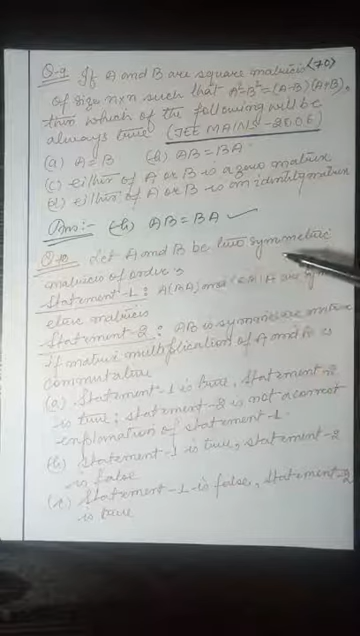 (70)
Q-9 If A and B are square matrices
of size n×n such that A²-B²=(A-B)(A+B),
then which of the following will be
always true (JEE MAINS-2006)
(a) A=B (b) AB=BA
(c) either of A or B is a zero matrix
(d) either of A or B is an identity matrix
Ans:- (b) AB=BA ✓
Q-10. Let A and B be two symmetric
matrices of order 3
Statement-1: A(BA) and (AB)A are symm
etric matrices
Statement-2: AB is symmetric matrix
if matrix multiplication of A and B is
commutative
(a) Statement-1 is true, Statement-2
is true; statement-2 is not a correct
explanation of statement-1.
(b) Statement-1 is true, statement-2
is false
Statement-1 is false, Statement-2
is true